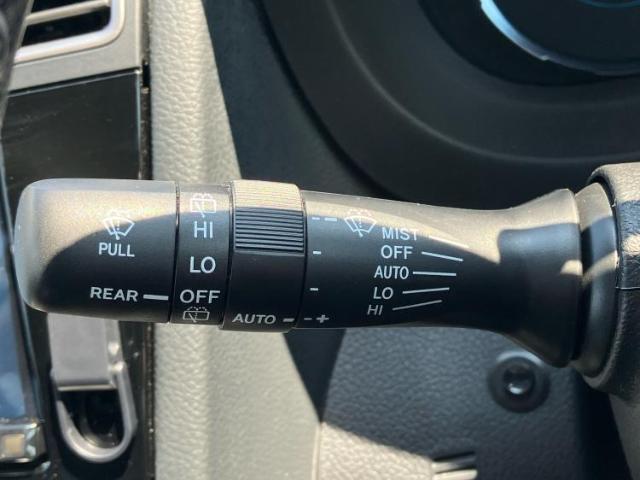 PULL
REAR
HI
LO
OFF
AUTO
- +
MIST
OFF
AUTO
LO
HI